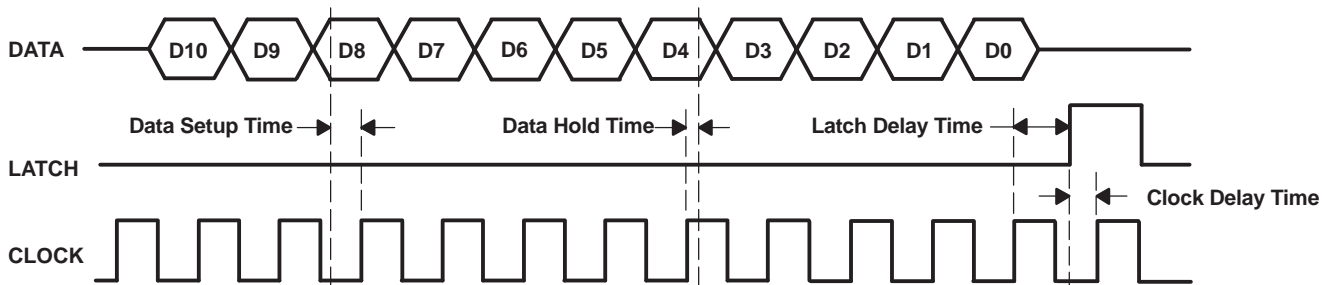 DATA D10 D9 D8 D7 D6 D5 D4 D3 D2 D1 D0
Data Setup Time Data Hold Time Latch Delay Time
LATCH
Clock Delay Time
CLOCK